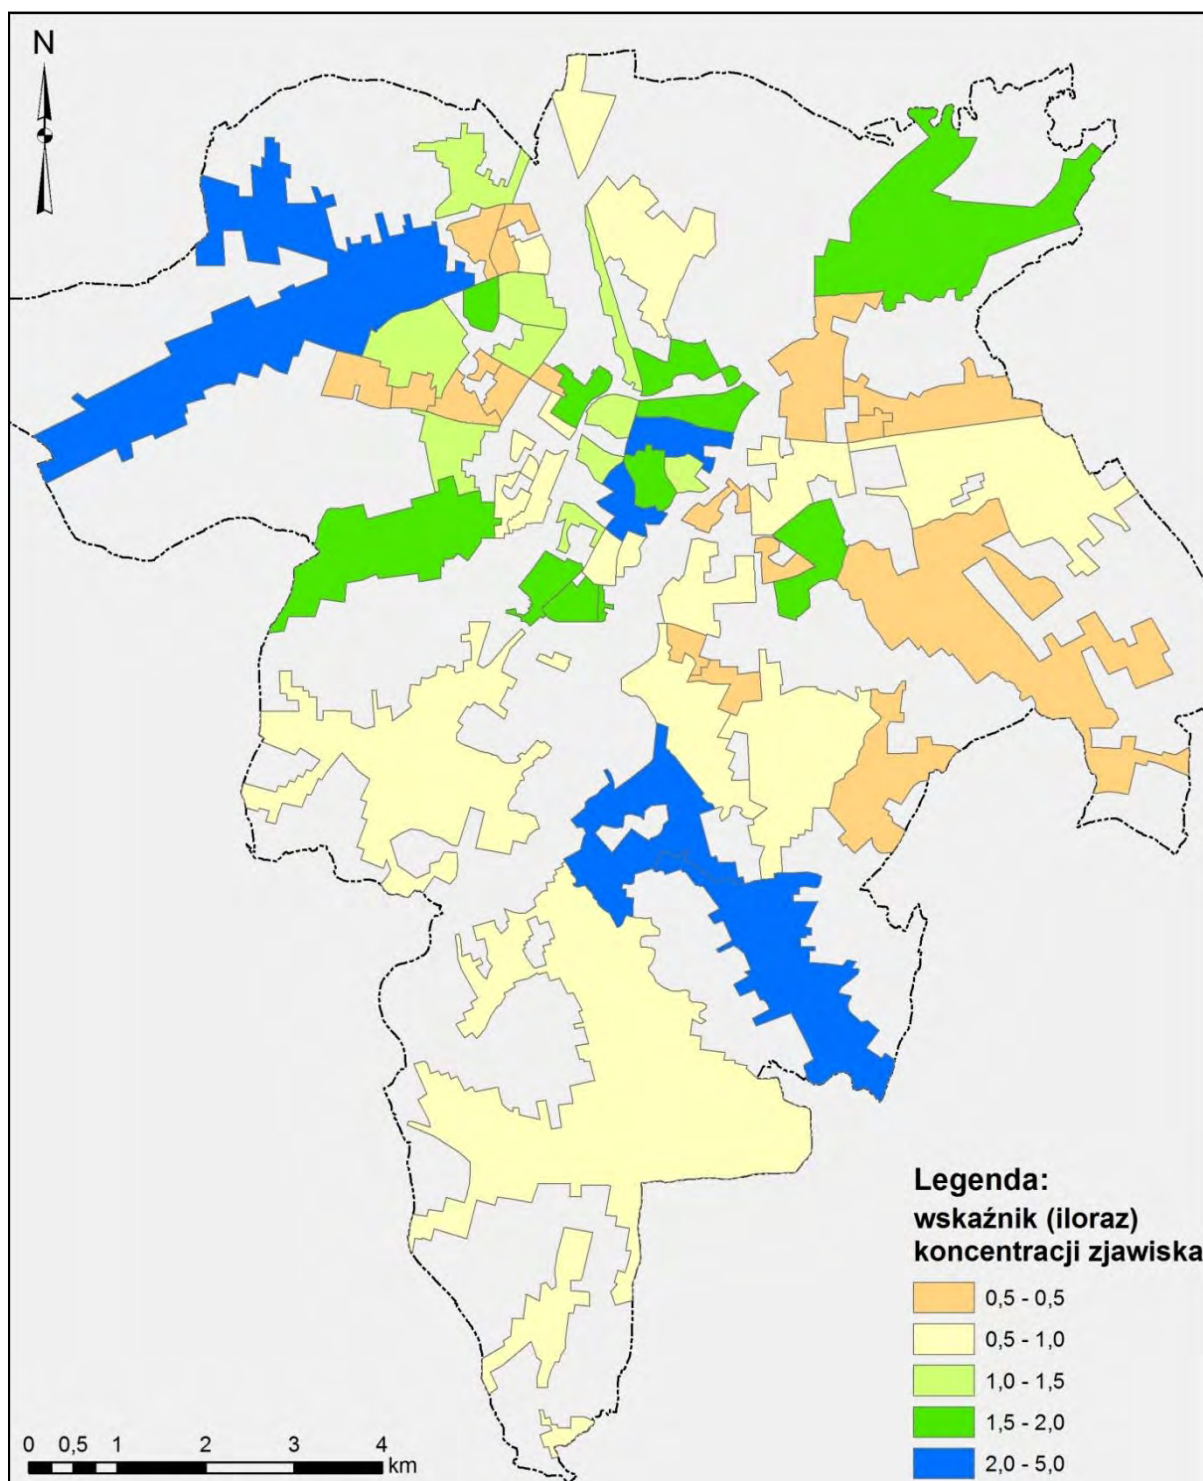 N
Legenda:
wskaźnik (iloraz)
koncentracji zjawiska
0,5 - 0,5
0,5 - 1,0
1,0 - 1,5
1,5 - 2,0
2,0 - 5,0
0 0,5 1 2 3 4
km